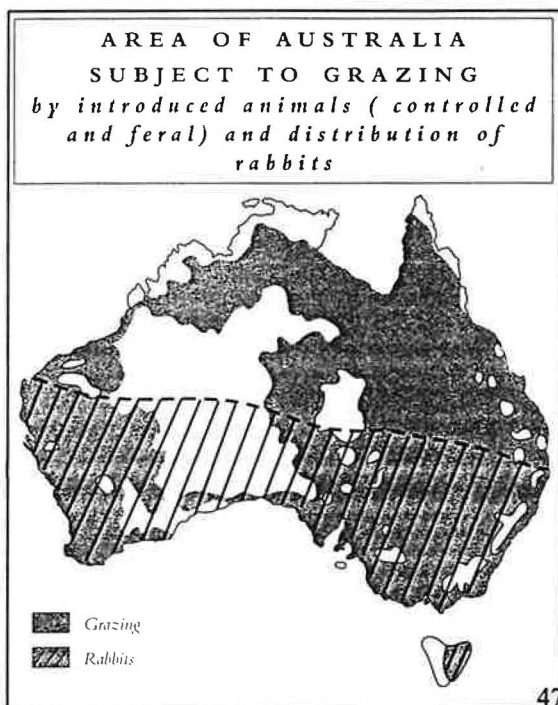 AREA OF AUSTRALIA
SUBJECT TO GRAZING
by introduced animals ( controlled
and feral) and distribution of
rabbits
Grazing
Rabbits
47